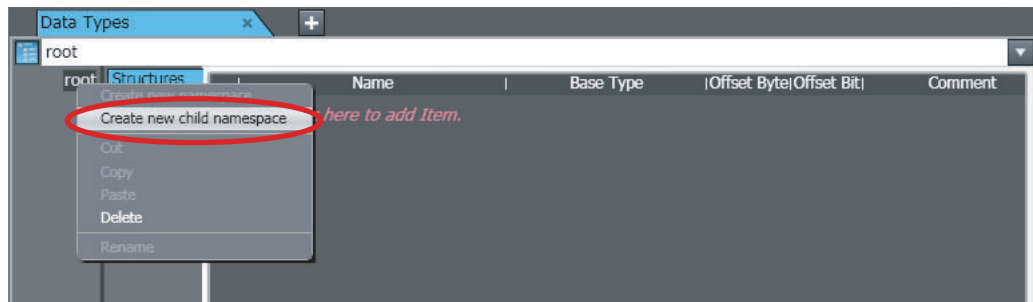 Data Types × +
root
root Structures | Name | Base Type |Offset Byte|Offset Bit| Comment
Create new namespace
Create new child namespace here to add Item.
Cut
Copy
Paste
Delete
Rename